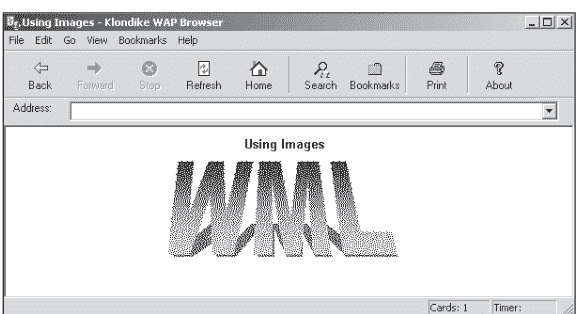 Using Images - Klondike WAP Browser
File Edit Go View Bookmarks Help
Back Forward Stop Refresh Home Search Bookmarks Print About
Address:
Using Images
WML
Cards: 1 Timer: